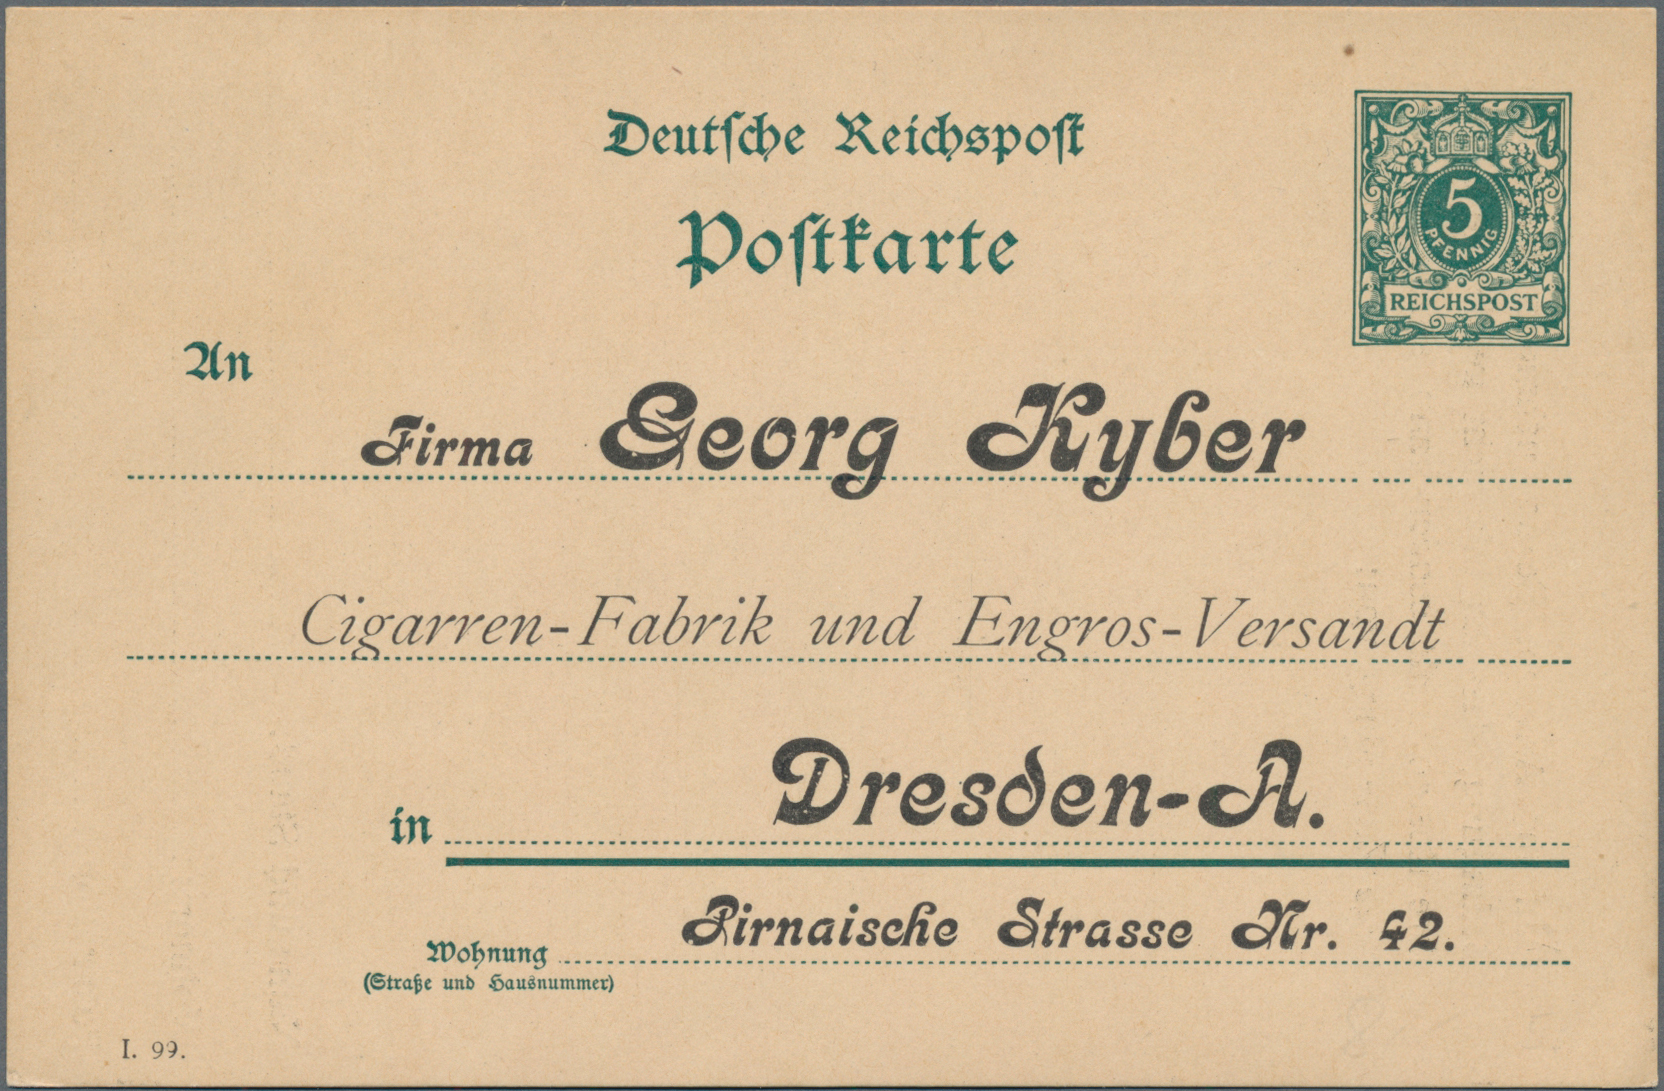 Deutsche Reichspost
Postkarte
5
PFENNIG
REICHSPOST
An
Firma Georg Kyber
Cigarren-Fabrik und Engros-Versandt
in Dresden-A.
Pirnaische Strasse Nr. 42.
Wohnung
(Straße und Hausnummer)
I. 99.